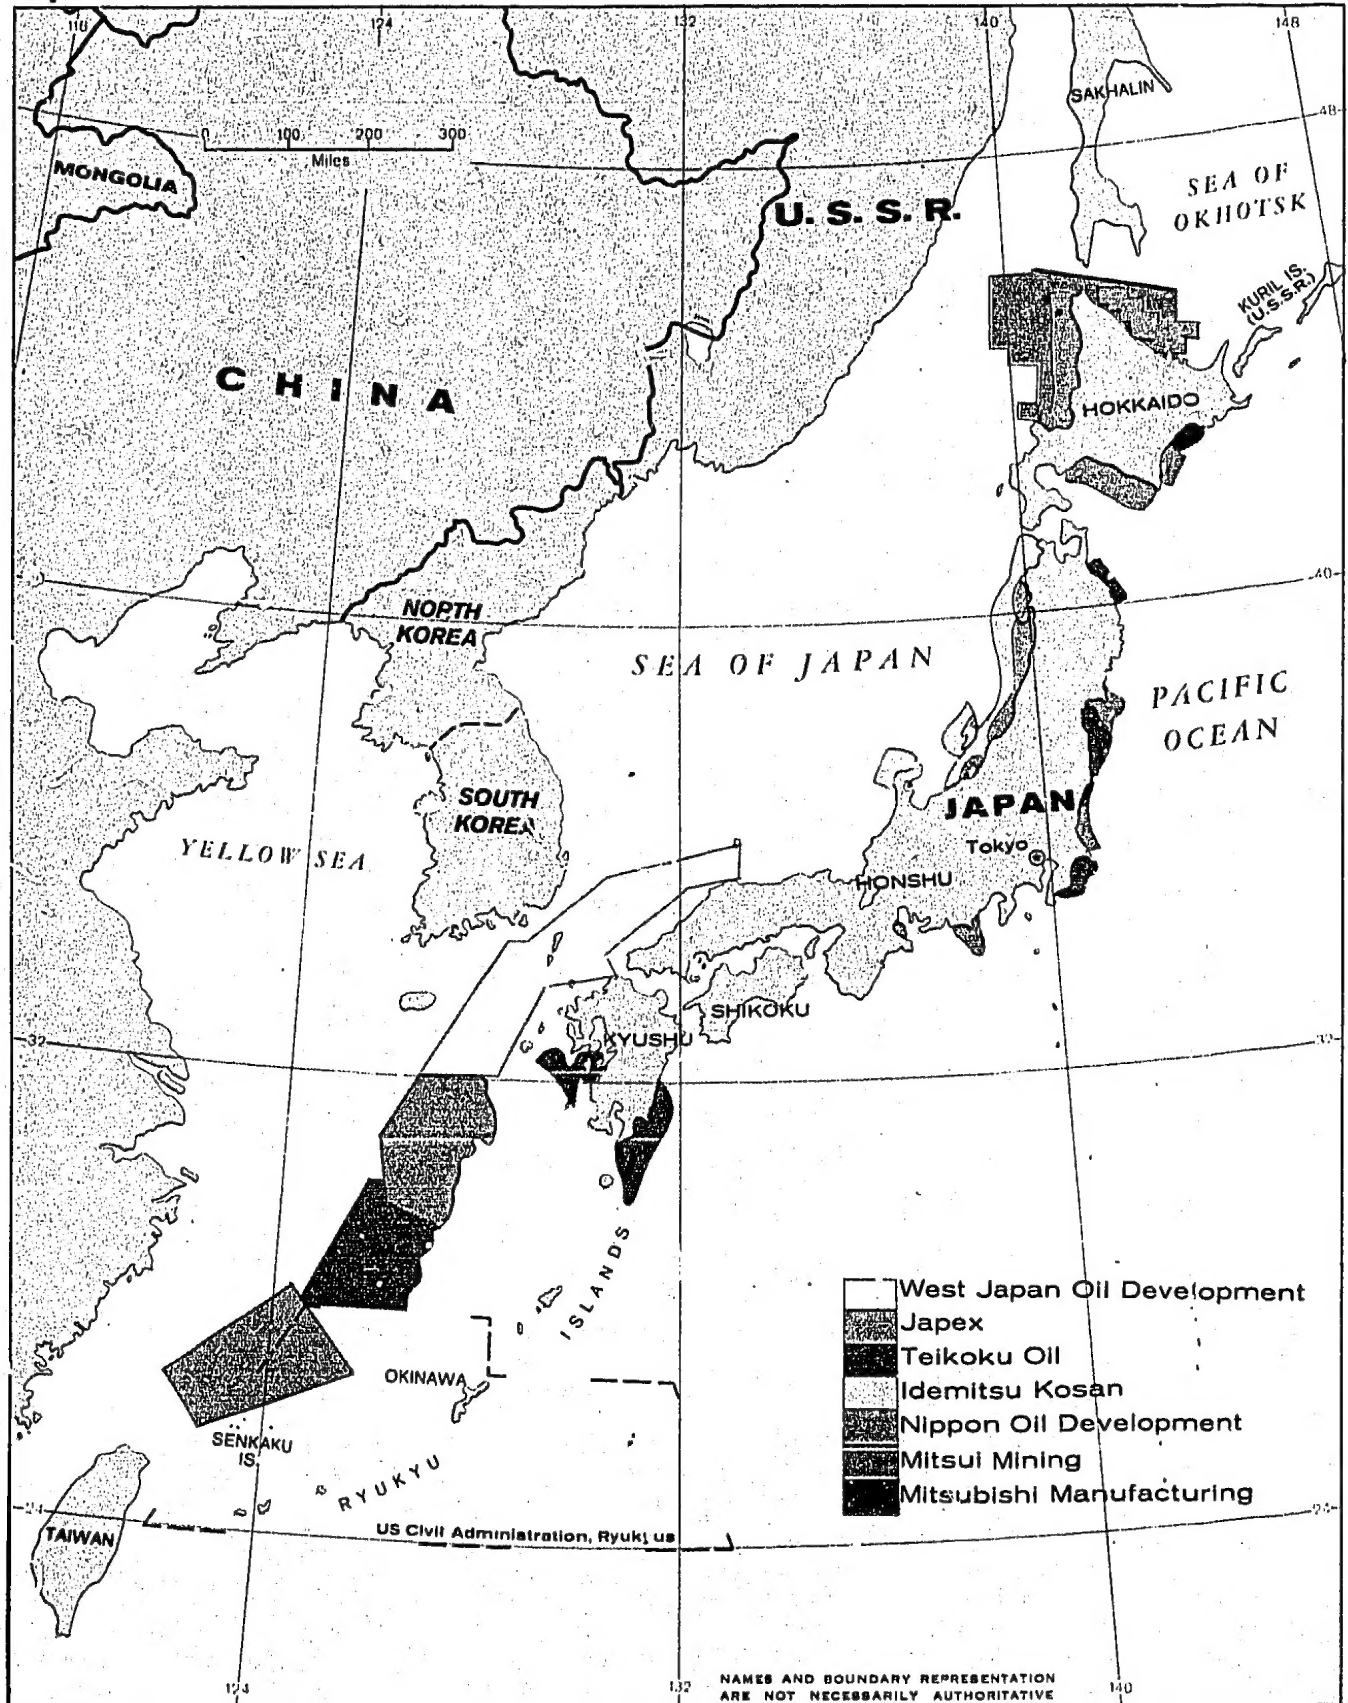 116
124
132
140
148
SAKHALIN
48
0 100 200 300
Miles
MONGOLIA
SEA OF
OKHOTSK
U. S. S. R.
KURIL IS.
(U.S.S.R.)
CHINA
HOKKAIDO
40
NORTH
KOREA
SEA OF JAPAN
PACIFIC
OCEAN
SOUTH
KOREA
JAPAN
YELLOW SEA
Tokyo
HONSHU
SHIKOKU
KYUSHU
32
32
ISLANDS
West Japan Oil Development
Japex
Teikoku Oil
Idemitsu Kosan
Nippon Oil Development
Mitsui Mining
Mitsubishi Manufacturing
OKINAWA
SENKAKU
IS.
RYUKYU
24
24
TAIWAN
US Civil Administration, Ryukyus
124
132
140
NAMES AND BOUNDARY REPRESENTATION
ARE NOT NECESSARILY AUTHORITATIVE